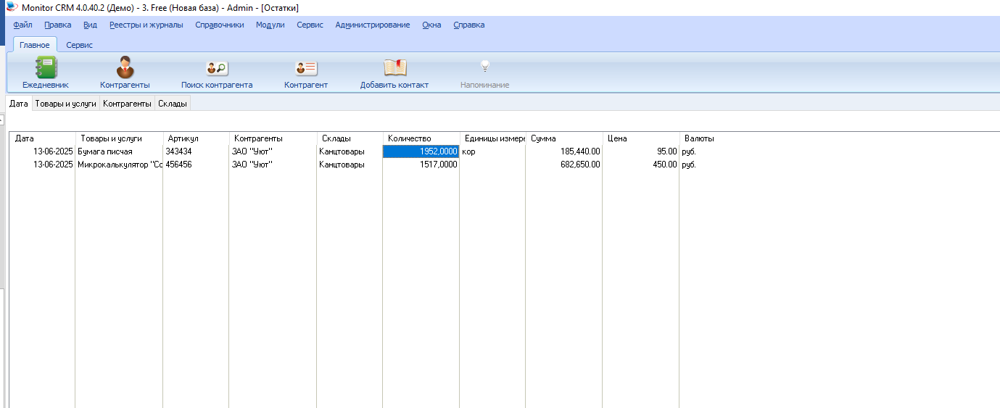 Monitor CRM 4.0.40.2 (Демо) - 3. Free (Новая база) - Admin - [Остатки]
Файл Правка Вид Реестры и журналы Справочники Модули Сервис Администрирование Окна Справка
Главное Сервис
Ежедневник Контрагенты Поиск контрагента Контрагент Добавить контакт Напоминание
Дата Товары и услуги Контрагенты Склады
Дата Товары и услуги Артикул Контрагенты Склады Количество Единицы измере Сумма Цена Валюты
13-06-2025 Бумага писчая 343434 ЗАО "Уют" Канцтовары 1952,0000 кор 185,440.00 95.00 руб.
13-06-2025 Микрокалькулятор "Со 456456 ЗАО "Уют" Канцтовары 1517,0000 682,650.00 450.00 руб.